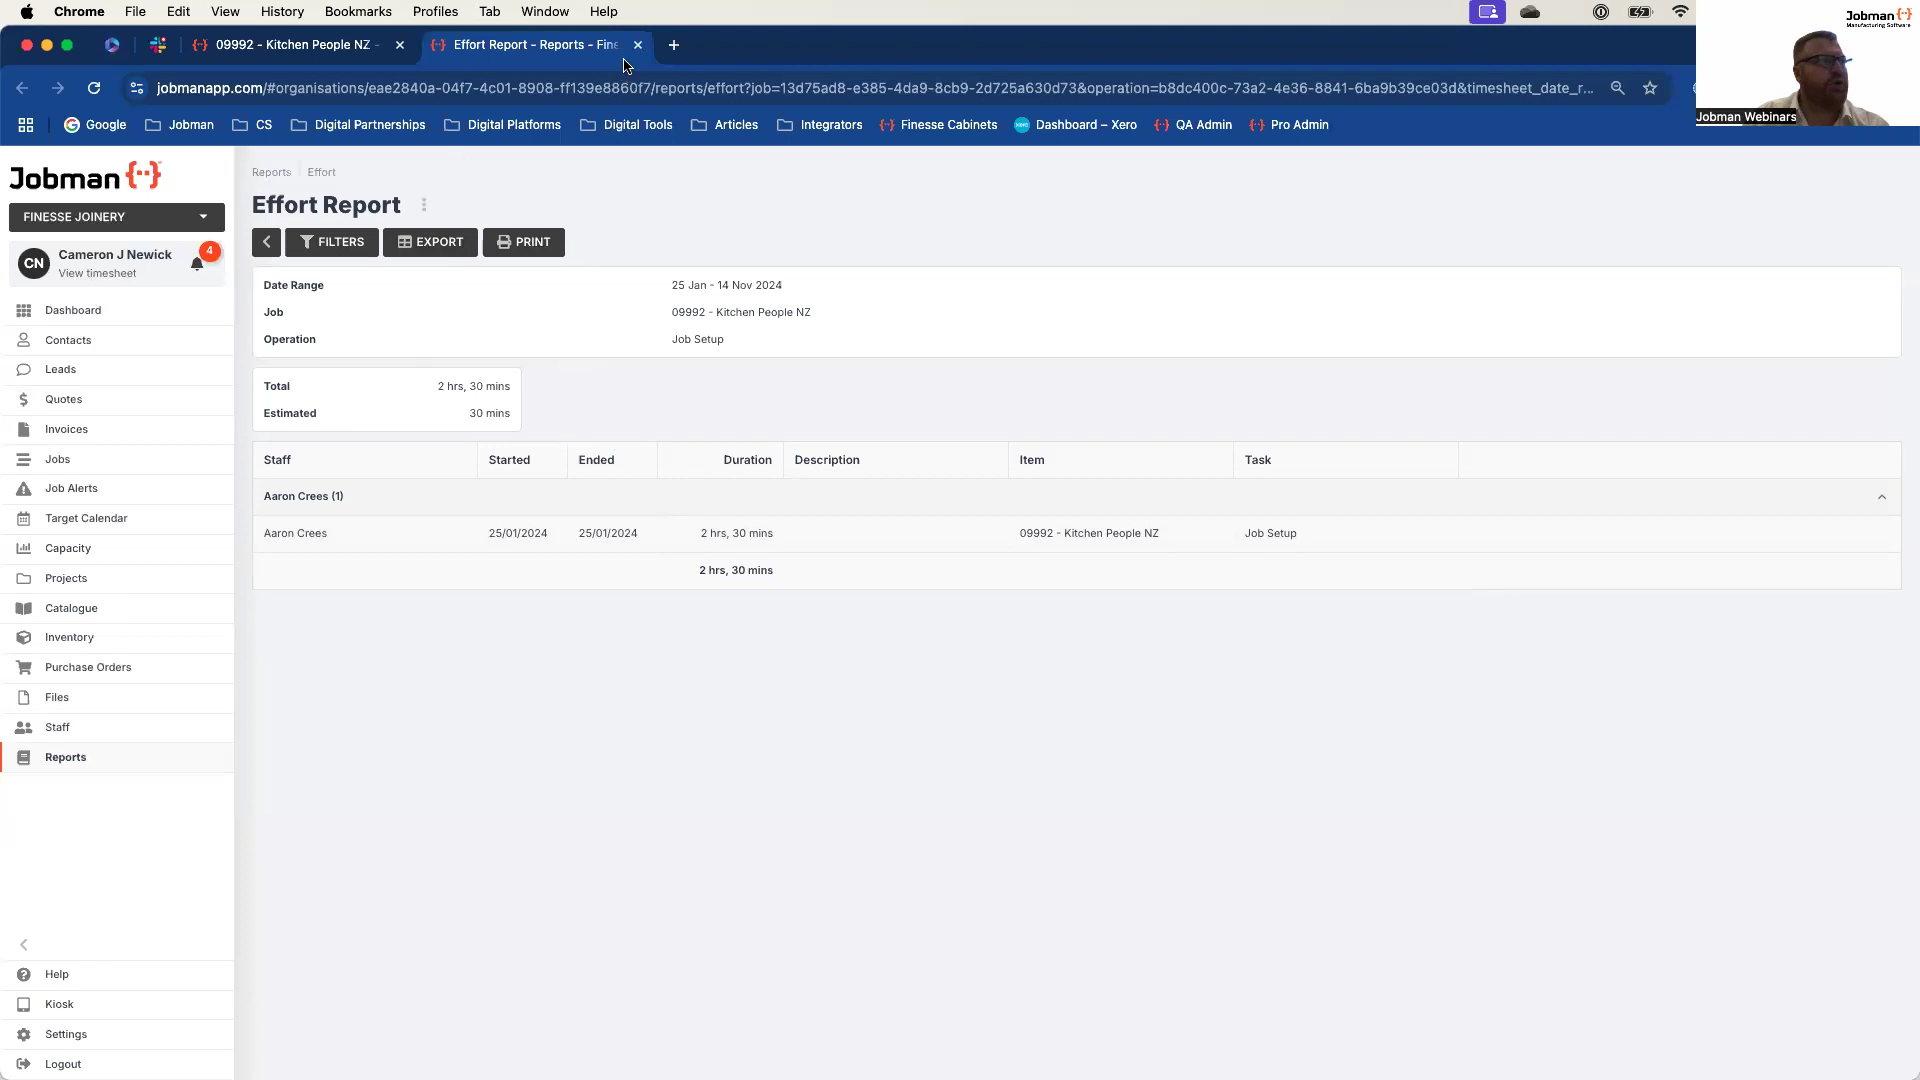 Chrome File Edit View History Bookmarks Profiles Tab Window Help
Jobman
Manufacturing Software
09992 - Kitchen People NZ -
Effort Report - Reports - Fine
jobmanapp.com/#organisations/eae2840a-04f7-4c01-8908-ff139e8860f7/reports/effort?job=13d75ad8-e385-4da9-8cb9-2d725a630d73&operation=b8dc400c-73a2-4e36-8841-6ba9b39ce03d&timesheet_date_r...
Google Jobman CS Digital Partnerships Digital Platforms Digital Tools Articles Integrators Finesse Cabinets Dashboard – Xero QA Admin Pro Admin
Jobman Webinars
Jobman
FINESSE JOINERY
CN
Cameron J Newick
View timesheet
4
Dashboard
Contacts
Leads
Quotes
Invoices
Jobs
Job Alerts
Target Calendar
Capacity
Projects
Catalogue
Inventory
Purchase Orders
Files
Staff
Reports
Help
Kiosk
Settings
Logout
Reports Effort
Effort Report
FILTERS EXPORT PRINT
Date Range 25 Jan - 14 Nov 2024
Job 09992 - Kitchen People NZ
Operation Job Setup
Total 2 hrs, 30 mins
Estimated 30 mins
Staff Started Ended Duration Description Item Task
Aaron Crees (1)
Aaron Crees 25/01/2024 25/01/2024 2 hrs, 30 mins 09992 - Kitchen People NZ Job Setup
2 hrs, 30 mins